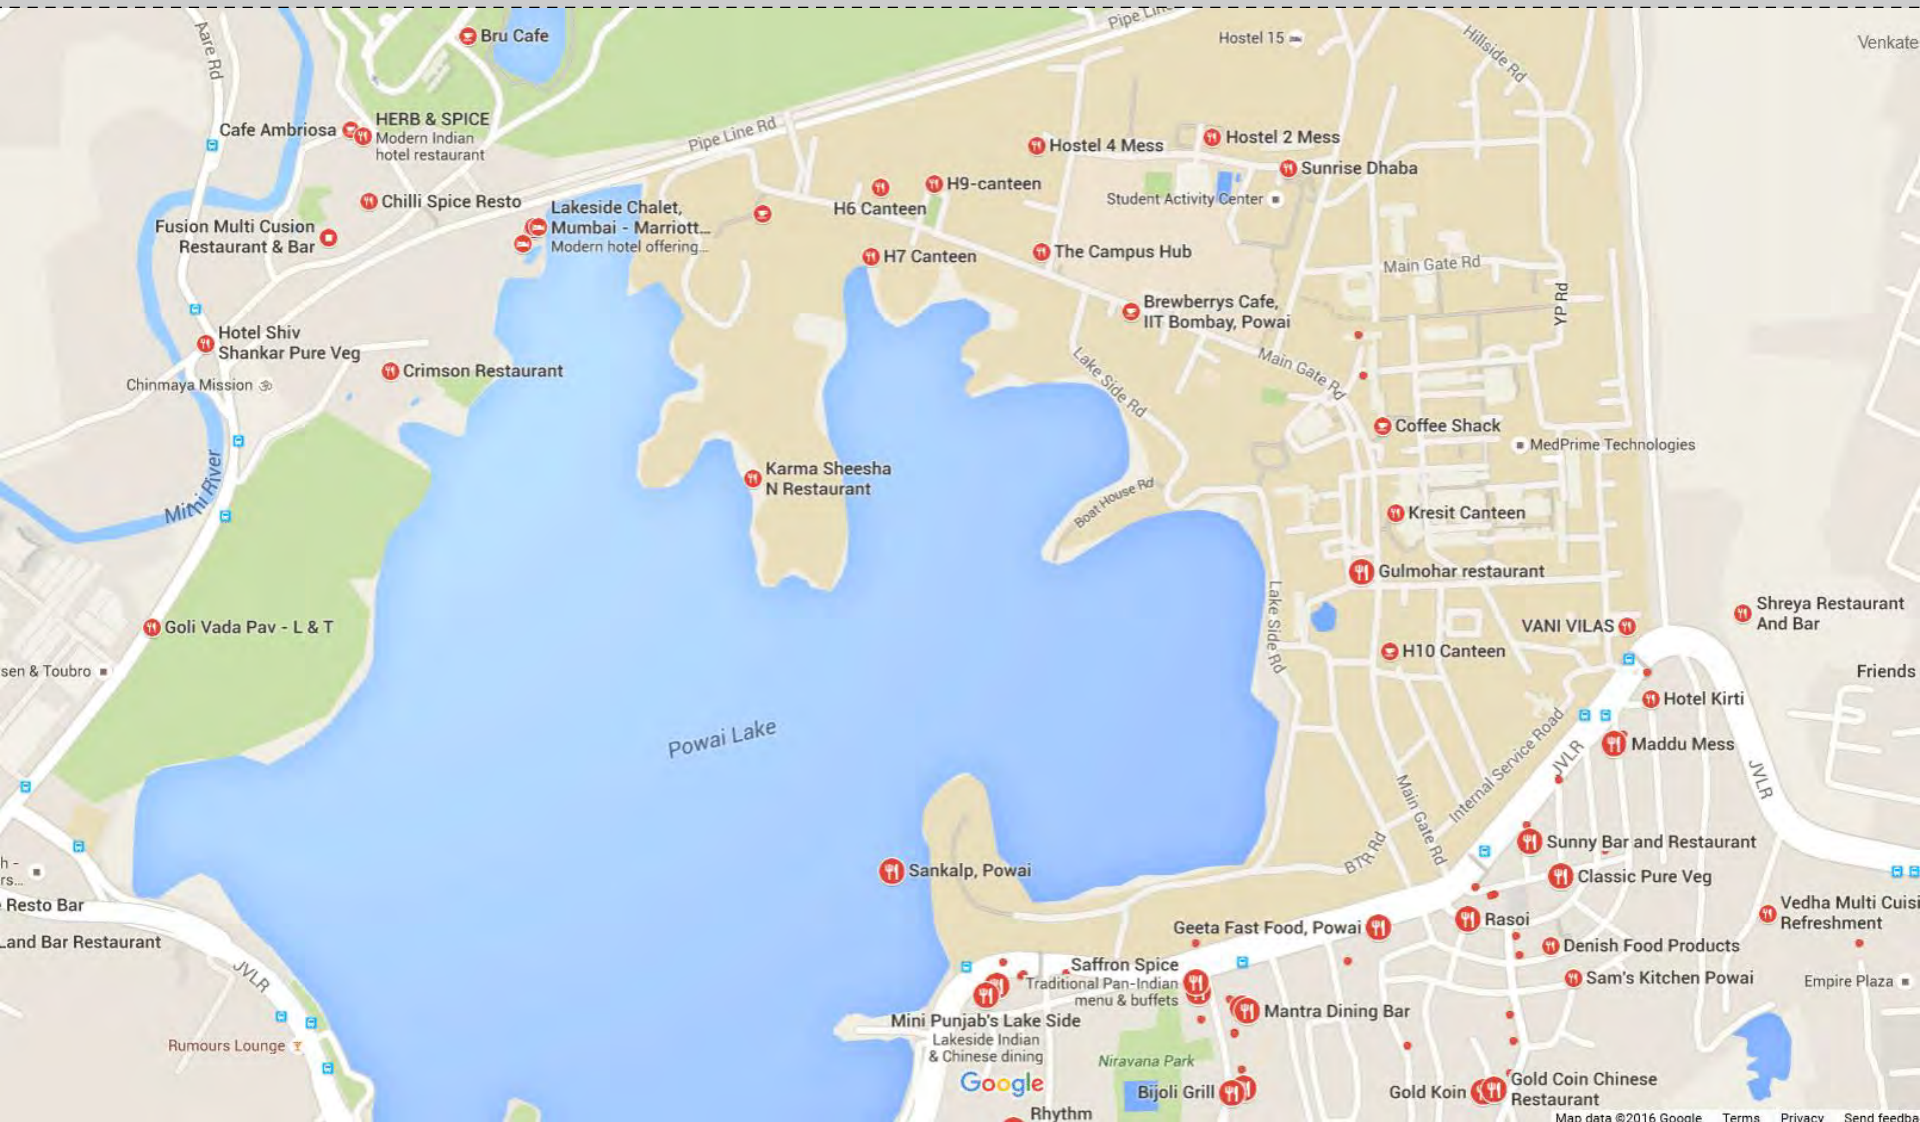 Pipe Line
Bru Cafe
Hostel 15
Hillside Rd
Venkate
Aare Rd
HERB & SPICE
Modern Indian
hotel restaurant
Cafe Ambriosa
Pipe Line Rd
Hostel 4 Mess
Hostel 2 Mess
Sunrise Dhaba
Chilli Spice Resto
H9-canteen
H6 Canteen
Student Activity Center
Lakeside Chalet,
Mumbai - Marriott...
Modern hotel offering...
Fusion Multi Cusion
Restaurant & Bar
H7 Canteen
The Campus Hub
Main Gate Rd
YP Rd
Brewberrys Cafe,
IIT Bombay, Powai
Hotel Shiv
Shankar Pure Veg
Chinmaya Mission
Crimson Restaurant
Lake Side Rd
Main Gate Rd
Coffee Shack
MedPrime Technologies
Mithi River
Karma Sheesha
N Restaurant
Boat House Rd
Kresit Canteen
Gulmohar restaurant
Lake Side Rd
Goli Vada Pav - L & T
VANI VILAS
Shreya Restaurant
And Bar
H10 Canteen
sen & Toubro
Friends
Hotel Kirti
Powai Lake
Maddu Mess
Internal Service Road
JVLR
JVLR
Main Gate Rd
BTR Rd
Sunny Bar and Restaurant
h -
rs...
Sankalp, Powai
Classic Pure Veg
Resto Bar
Vedha Multi Cuisi
Refreshment
Geeta Fast Food, Powai
Rasoi
Land Bar Restaurant
Denish Food Products
JVLR
Saffron Spice
Traditional Pan-Indian
menu & buffets
Sam's Kitchen Powai
Empire Plaza
Mantra Dining Bar
Mini Punjab's Lake Side
Lakeside Indian
& Chinese dining
Rumours Lounge
Niravana Park
Google
Bijoli Grill
Gold Koin
Gold Coin Chinese
Restaurant
Rhythm
Map data ©2016 Google Terms Privacy Send feedba